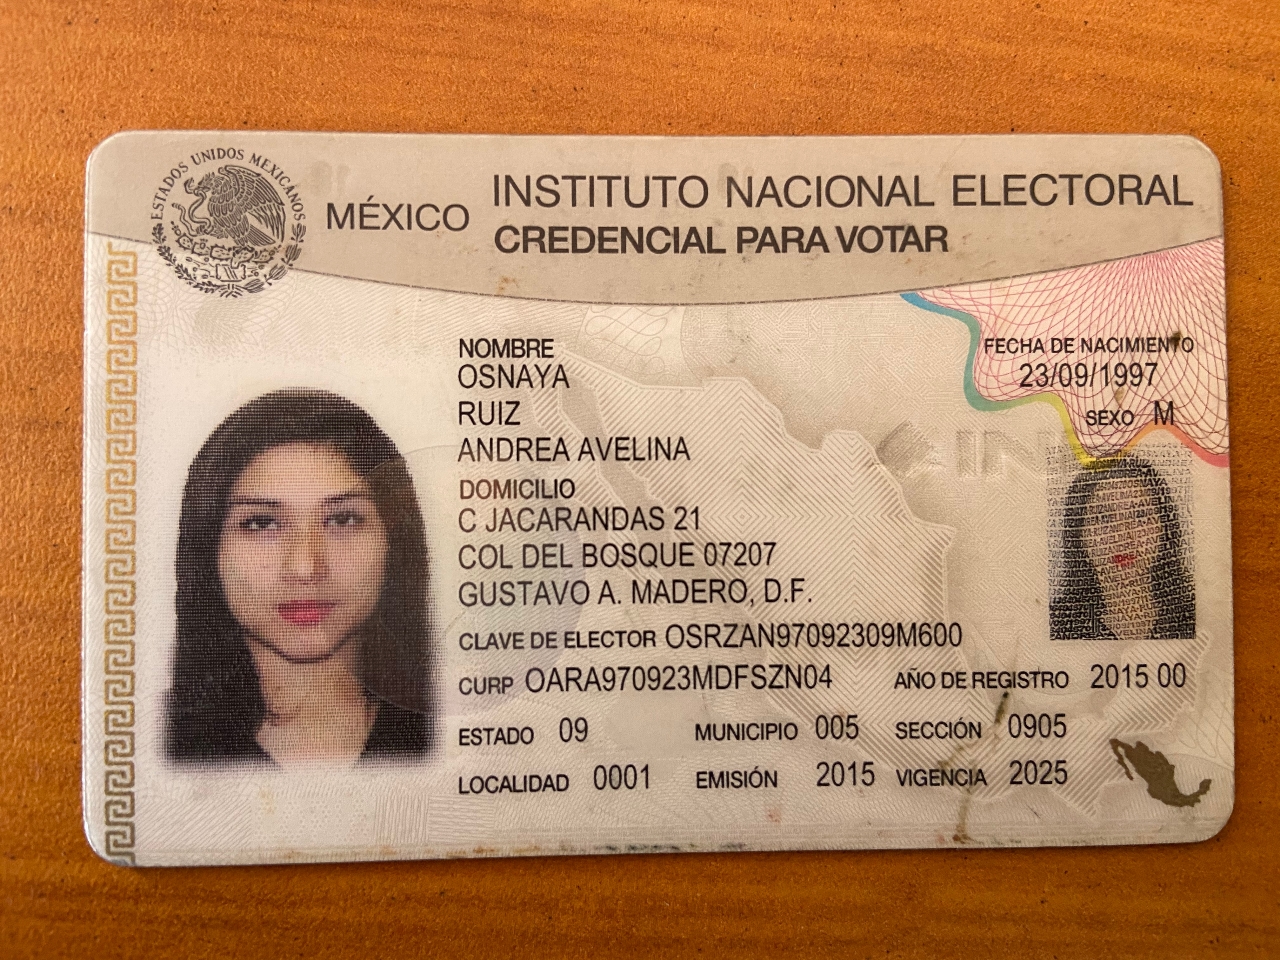 ESTADOS UNIDOS MEXICANOS
MÉXICO
INSTITUTO NACIONAL ELECTORAL
CREDENCIAL PARA VOTAR
NOMBRE
OSNAYA
RUIZ
ANDREA AVELINA
FECHA DE NACIMIENTO
23/09/1997
SEXO M
DOMICILIO
C JACARANDAS 21
COL DEL BOSQUE 07207
GUSTAVO A. MADERO, D.F.
CLAVE DE ELECTOR OSRZAN97092309M600
CURP OARA970923MDFSZN04 AÑO DE REGISTRO 2015 00
ESTADO 09 MUNICIPIO 005 SECCIÓN 0905
LOCALIDAD 0001 EMISIÓN 2015 VIGENCIA 2025